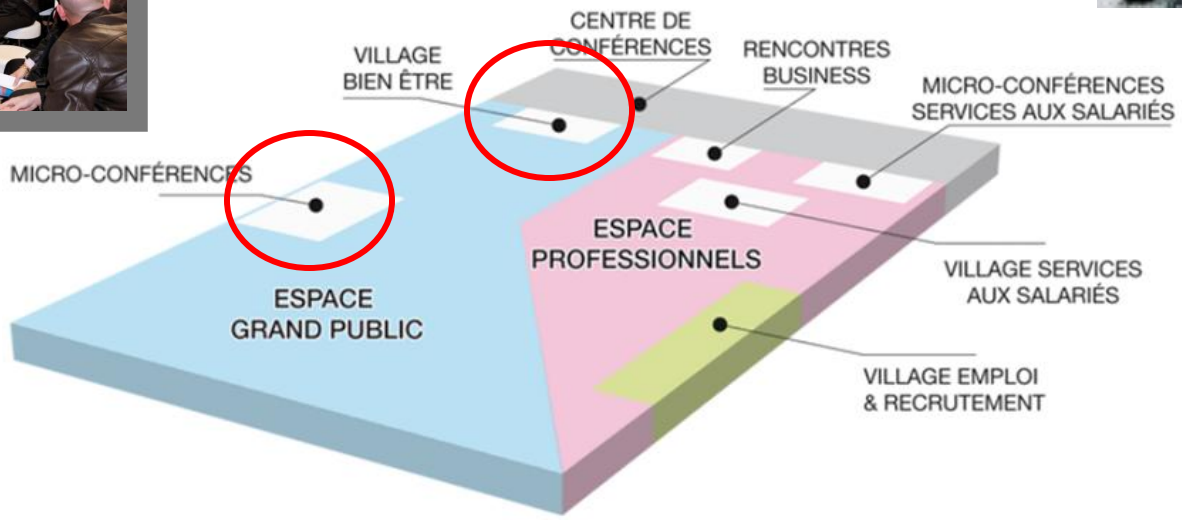 CENTRE DE
CONFÉRENCES
VILLAGE
BIEN ÊTRE
RENCONTRES
BUSINESS
MICRO-CONFÉRENCES
SERVICES AUX SALARIÉS
MICRO-CONFÉRENCES
ESPACE
PROFESSIONNELS
ESPACE
GRAND PUBLIC
VILLAGE SERVICES
AUX SALARIÉS
VILLAGE EMPLOI
& RECRUTEMENT